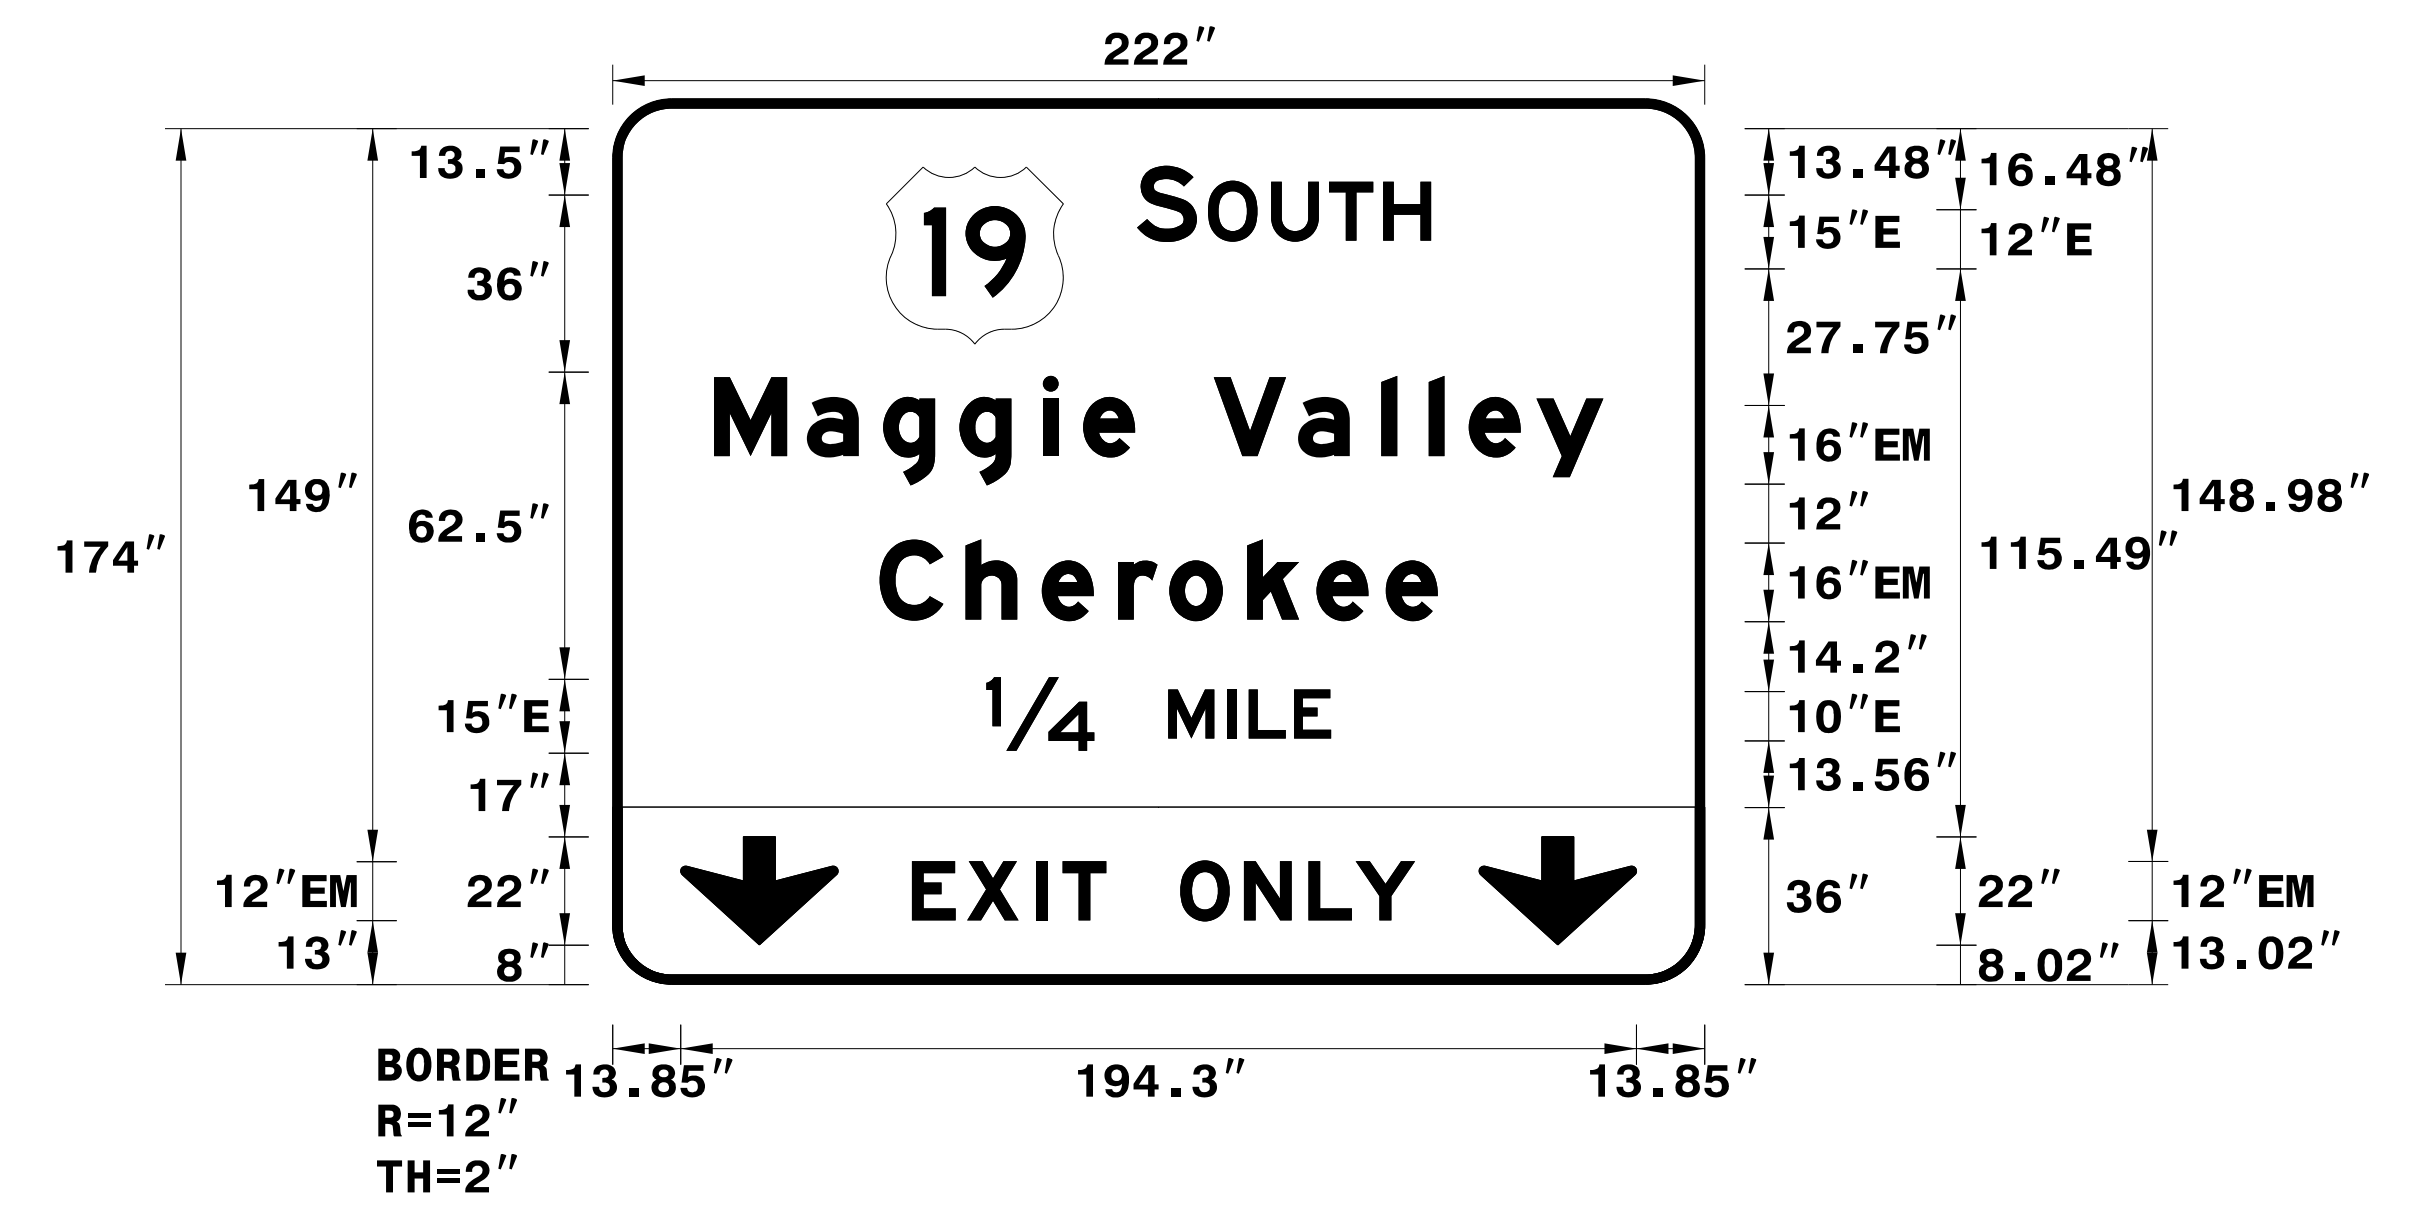 222″
13.5″
36″
62.5″
15″E
17″
22″
8″
149″
12″EM
13″
174″
19 SOUTH
Maggie Valley
Cherokee
1/4 MILE
EXIT ONLY
13.48″
15″E
27.75″
16″EM
12″
16″EM
14.2″
10″E
13.56″
36″
16.48″
12″E
115.49″
22″
8.02″
148.98″
12″EM
13.02″
13.85″ 194.3″ 13.85″
BORDER
R=12″
TH=2″